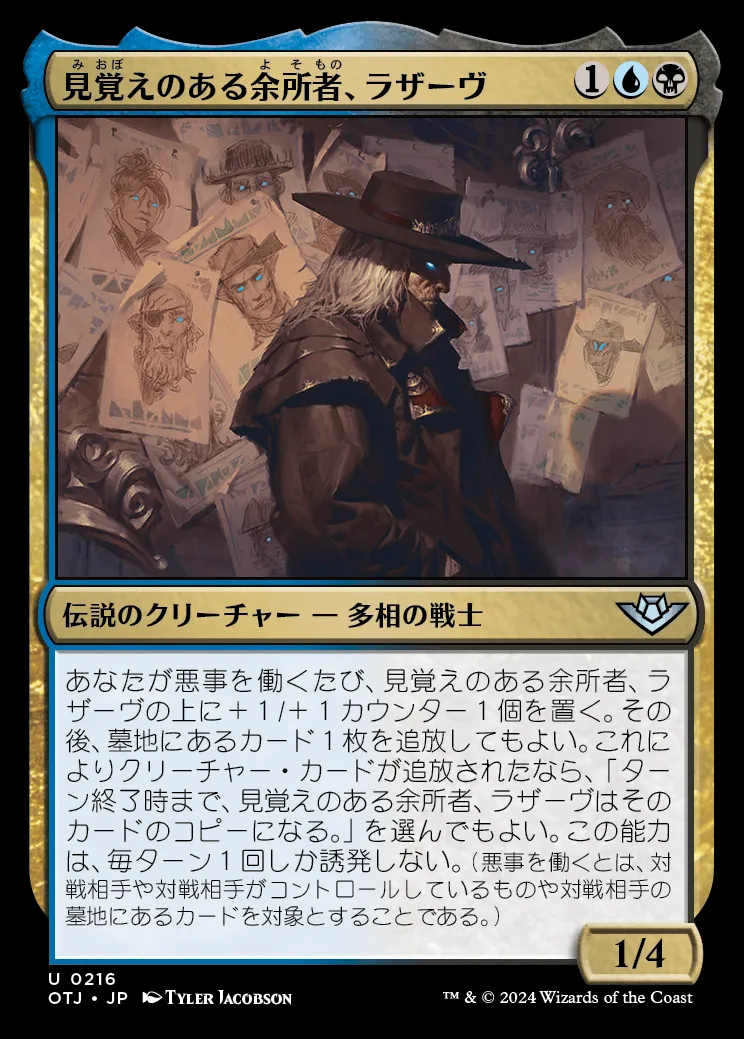 見覚えのある余所者、ラザーヴ
みおぼ よそもの
1
伝説のクリーチャー — 多相の戦士
あなたが悪事を働くたび、見覚えのある余所者、ラ
ザーヴの上に+1/+1カウンター1個を置く。その
後、墓地にあるカード1枚を追放してもよい。これに
よりクリーチャー・カードが追放されたなら、「ター
ン終了時まで、見覚えのある余所者、ラザーヴはその
カードのコピーになる。」を選んでもよい。この能力
は、毎ターン1回しか誘発しない。(悪事を働くとは、対
戦相手や対戦相手がコントロールしているものや対戦相手の
墓地にあるカードを対象とすることである。)
1/4
U 0216
OTJ • JP Tyler Jacobson
™ & © 2024 Wizards of the Coast